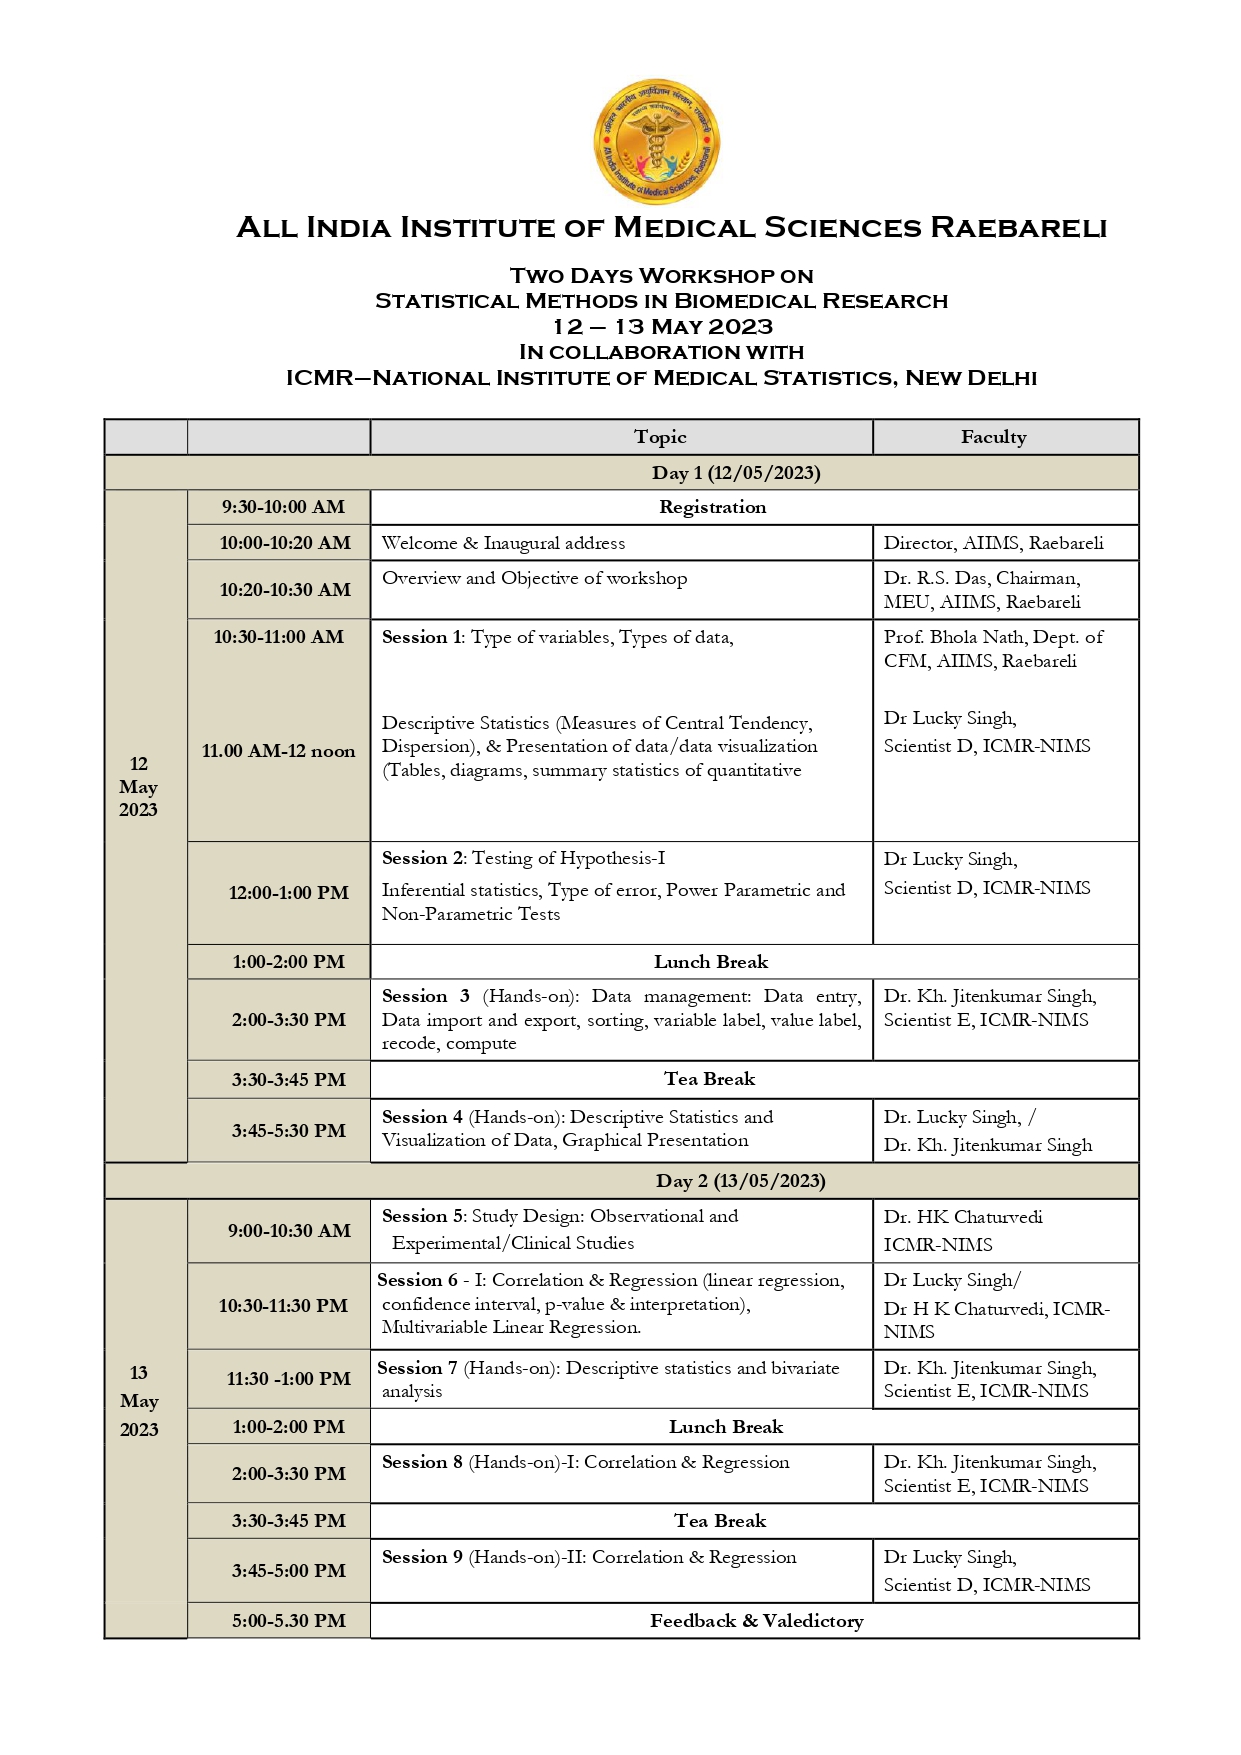 अखिल भारतीय आयुर्विज्ञान संस्थान, रायबरेली
All India Institute of Medical Sciences, Raebareli
ALL INDIA INSTITUTE OF MEDICAL SCIENCES RAEBARELI
TWO DAYS WORKSHOP ON
STATISTICAL METHODS IN BIOMEDICAL RESEARCH
12 – 13 MAY 2023
IN COLLABORATION WITH
ICMR–NATIONAL INSTITUTE OF MEDICAL STATISTICS, NEW DELHI
Topic Faculty
Day 1 (12/05/2023)
12
May
2023
9:30-10:00 AM Registration
10:00-10:20 AM Welcome & Inaugural address Director, AIIMS, Raebareli
10:20-10:30 AM Overview and Objective of workshop Dr. R.S. Das, Chairman,
MEU, AIIMS, Raebareli
10:30-11:00 AM Session 1: Type of variables, Types of data, Prof. Bhola Nath, Dept. of
CFM, AIIMS, Raebareli
11.00 AM-12 noon Descriptive Statistics (Measures of Central Tendency, Dr Lucky Singh,
Dispersion), & Presentation of data/data visualization Scientist D, ICMR-NIMS
(Tables, diagrams, summary statistics of quantitative
12:00-1:00 PM Session 2: Testing of Hypothesis-I Dr Lucky Singh,
Inferential statistics, Type of error, Power Parametric and Scientist D, ICMR-NIMS
Non-Parametric Tests
1:00-2:00 PM Lunch Break
2:00-3:30 PM Session 3 (Hands-on): Data management: Data entry, Dr. Kh. Jitenkumar Singh,
Data import and export, sorting, variable label, value label, Scientist E, ICMR-NIMS
recode, compute
3:30-3:45 PM Tea Break
3:45-5:30 PM Session 4 (Hands-on): Descriptive Statistics and Dr. Lucky Singh, /
Visualization of Data, Graphical Presentation Dr. Kh. Jitenkumar Singh
Day 2 (13/05/2023)
13
May
2023
9:00-10:30 AM Session 5: Study Design: Observational and Dr. HK Chaturvedi
Experimental/Clinical Studies ICMR-NIMS
10:30-11:30 PM Session 6 - I: Correlation & Regression (linear regression, Dr Lucky Singh/
confidence interval, p-value & interpretation), Dr H K Chaturvedi, ICMR-
Multivariable Linear Regression. NIMS
11:30 -1:00 PM Session 7 (Hands-on): Descriptive statistics and bivariate Dr. Kh. Jitenkumar Singh,
analysis Scientist E, ICMR-NIMS
1:00-2:00 PM Lunch Break
2:00-3:30 PM Session 8 (Hands-on)-I: Correlation & Regression Dr. Kh. Jitenkumar Singh,
Scientist E, ICMR-NIMS
3:30-3:45 PM Tea Break
3:45-5:00 PM Session 9 (Hands-on)-II: Correlation & Regression Dr Lucky Singh,
Scientist D, ICMR-NIMS
5:00-5.30 PM Feedback & Valedictory